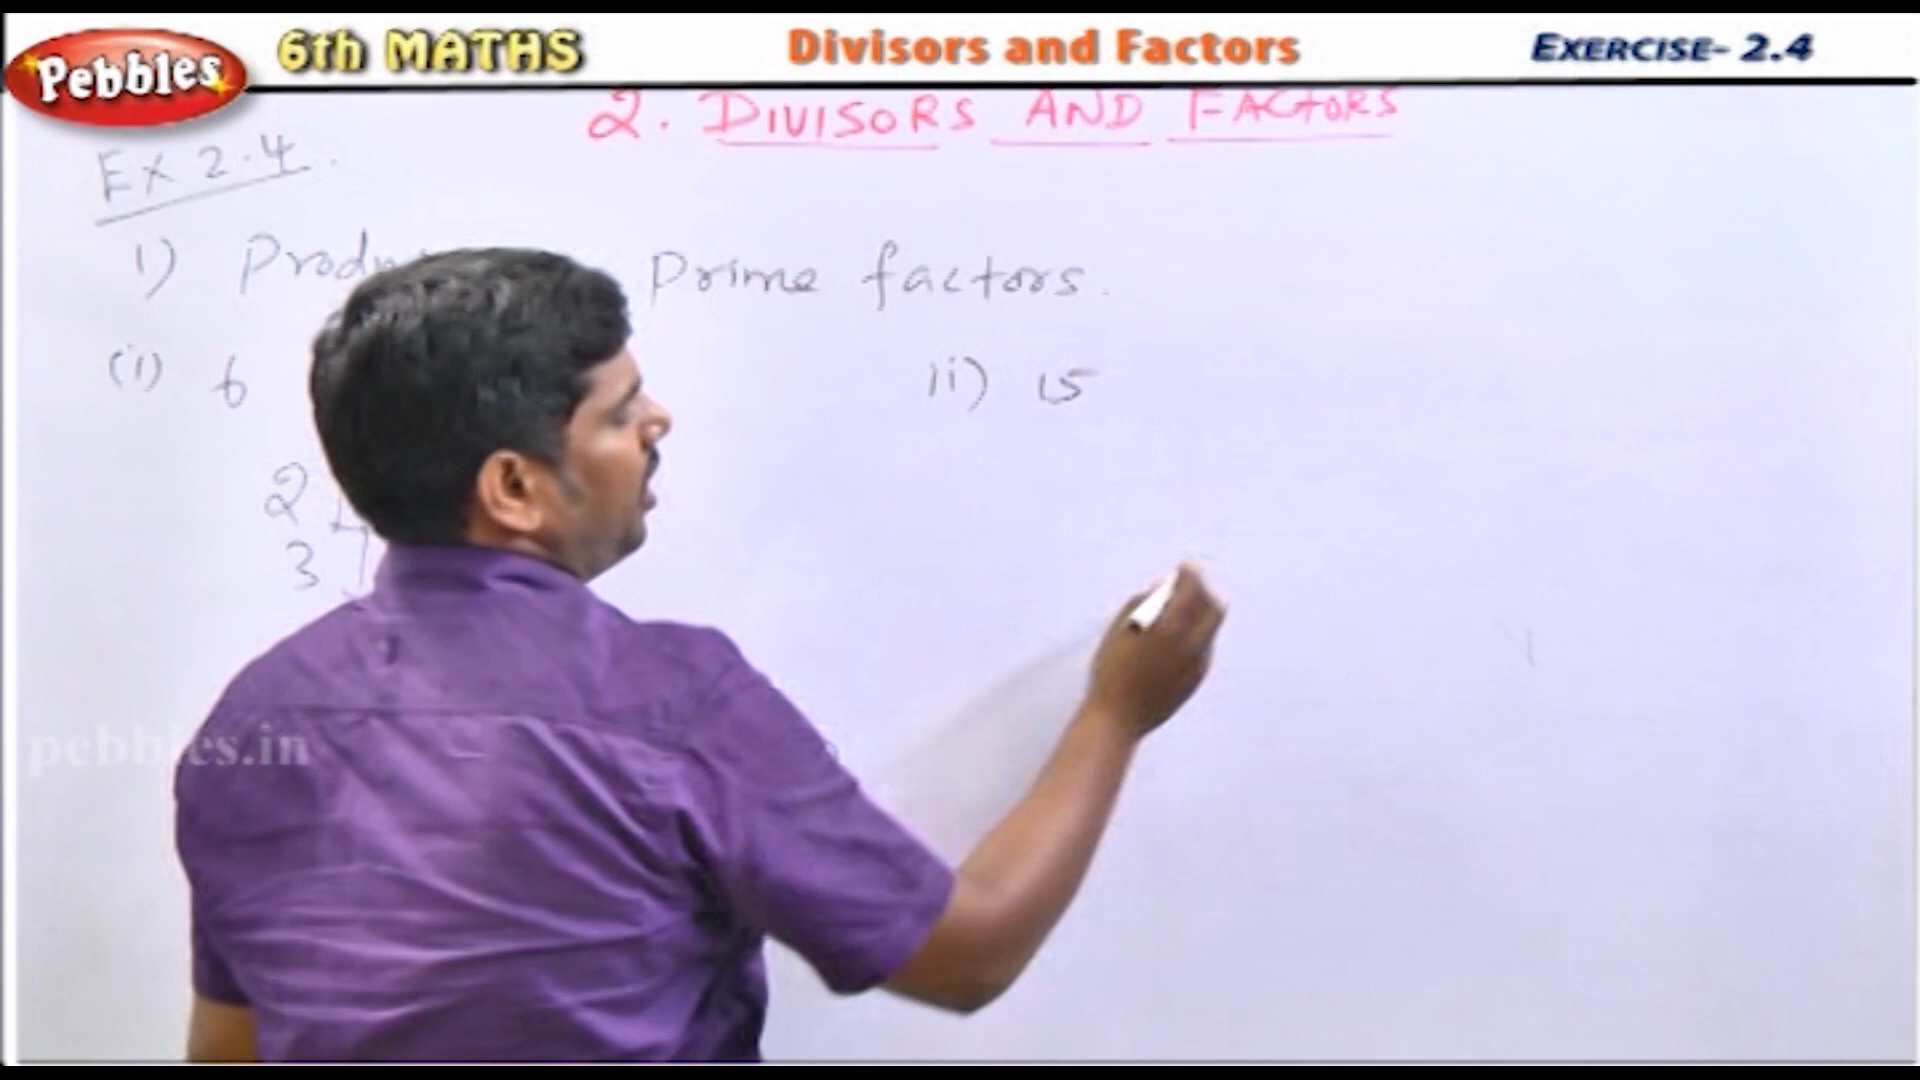 Pebbles 6th MATHS Divisors and Factors EXERCISE- 2.4
2. DIVISORS AND FACTORS
Ex 2.4.
1) Prime factors.
(i) 6 ii) 15
2
3
pebbles.in